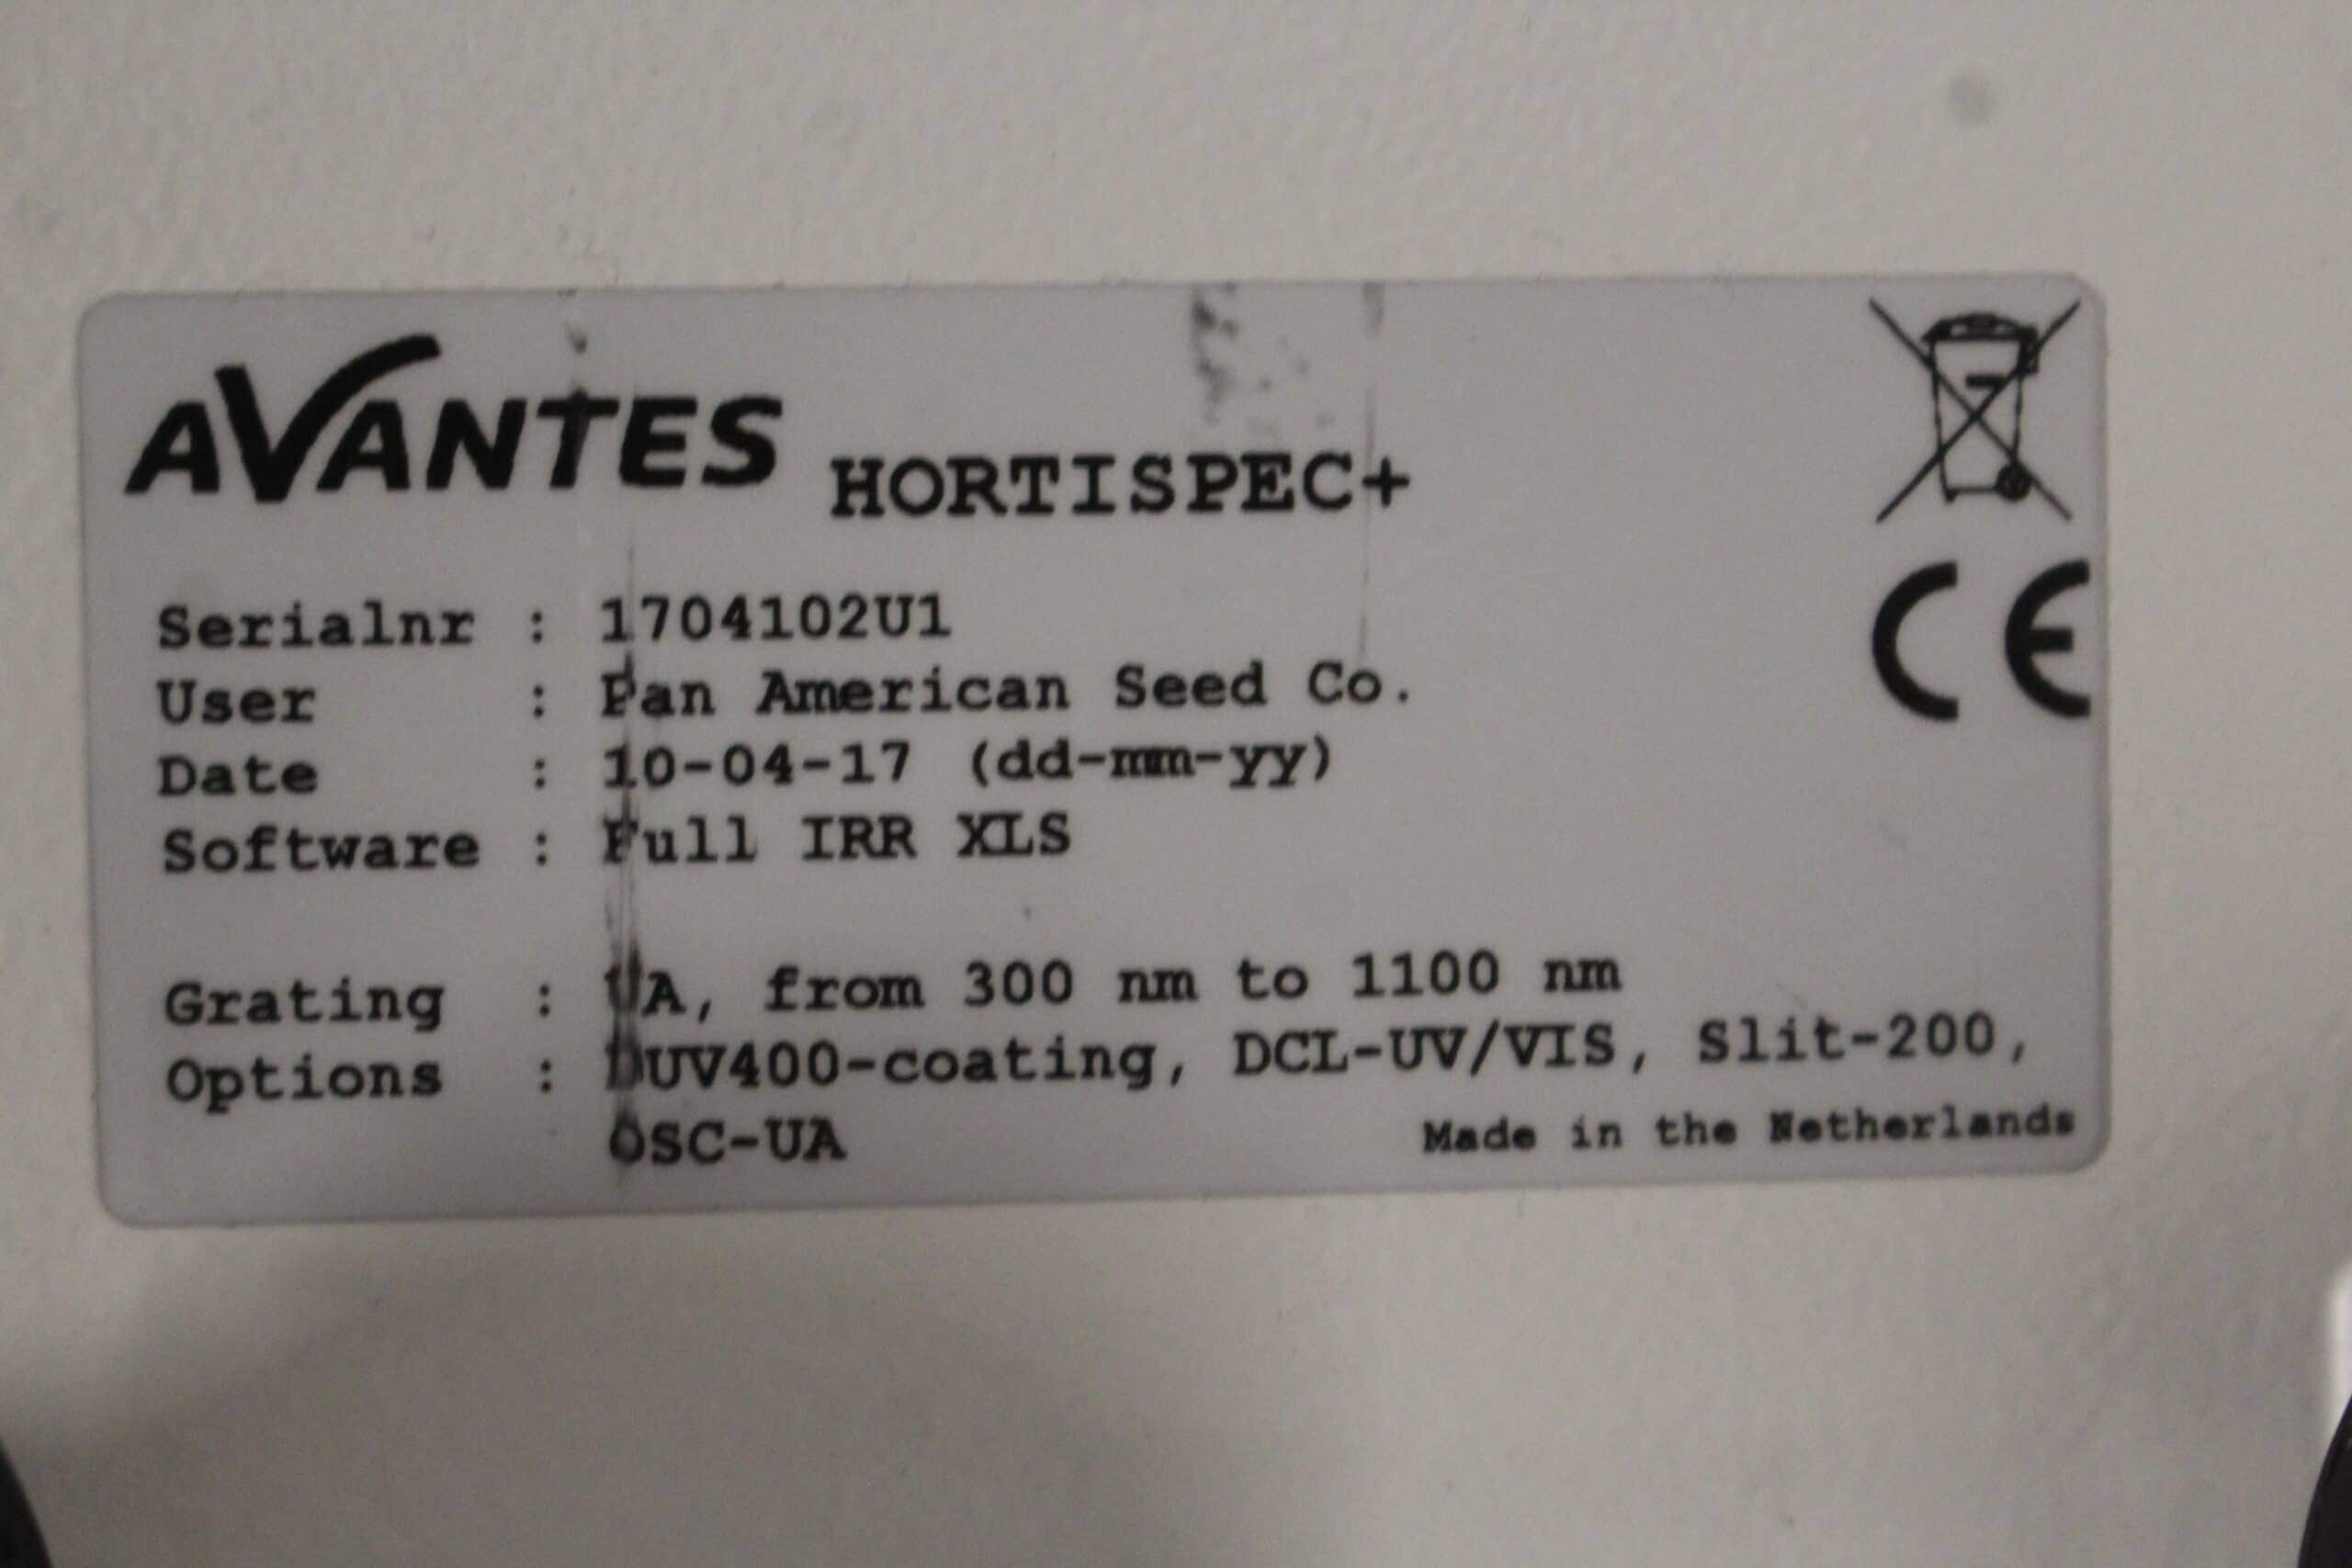 AVANTES HORTISPEC+
Serialnr : 1704102U1
User : Pan American Seed Co.
Date : 10-04-17 (dd-mm-yy)
Software : Full IRR XLS
Grating : UA, from 300 nm to 1100 nm
Options : DUV400-coating, DCL-UV/VIS, Slit-200,
OSC-UA
Made in the Netherlands
CE